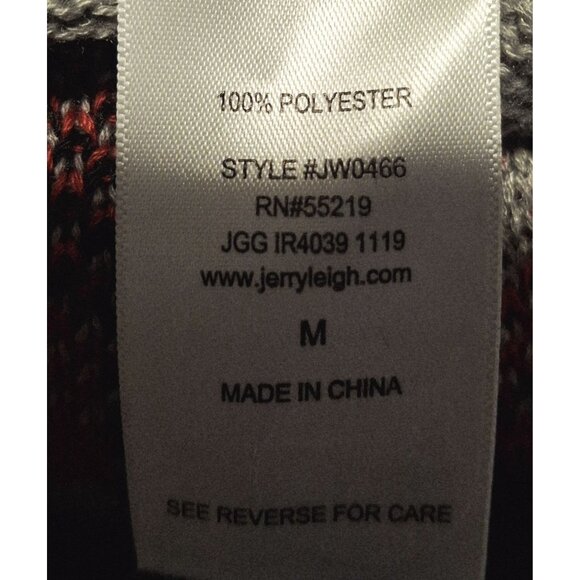 100% POLYESTER
STYLE #JW0466
RN#55219
JGG IR4039 1119
www.jerryleigh.com
M
MADE IN CHINA
SEE REVERSE FOR CARE